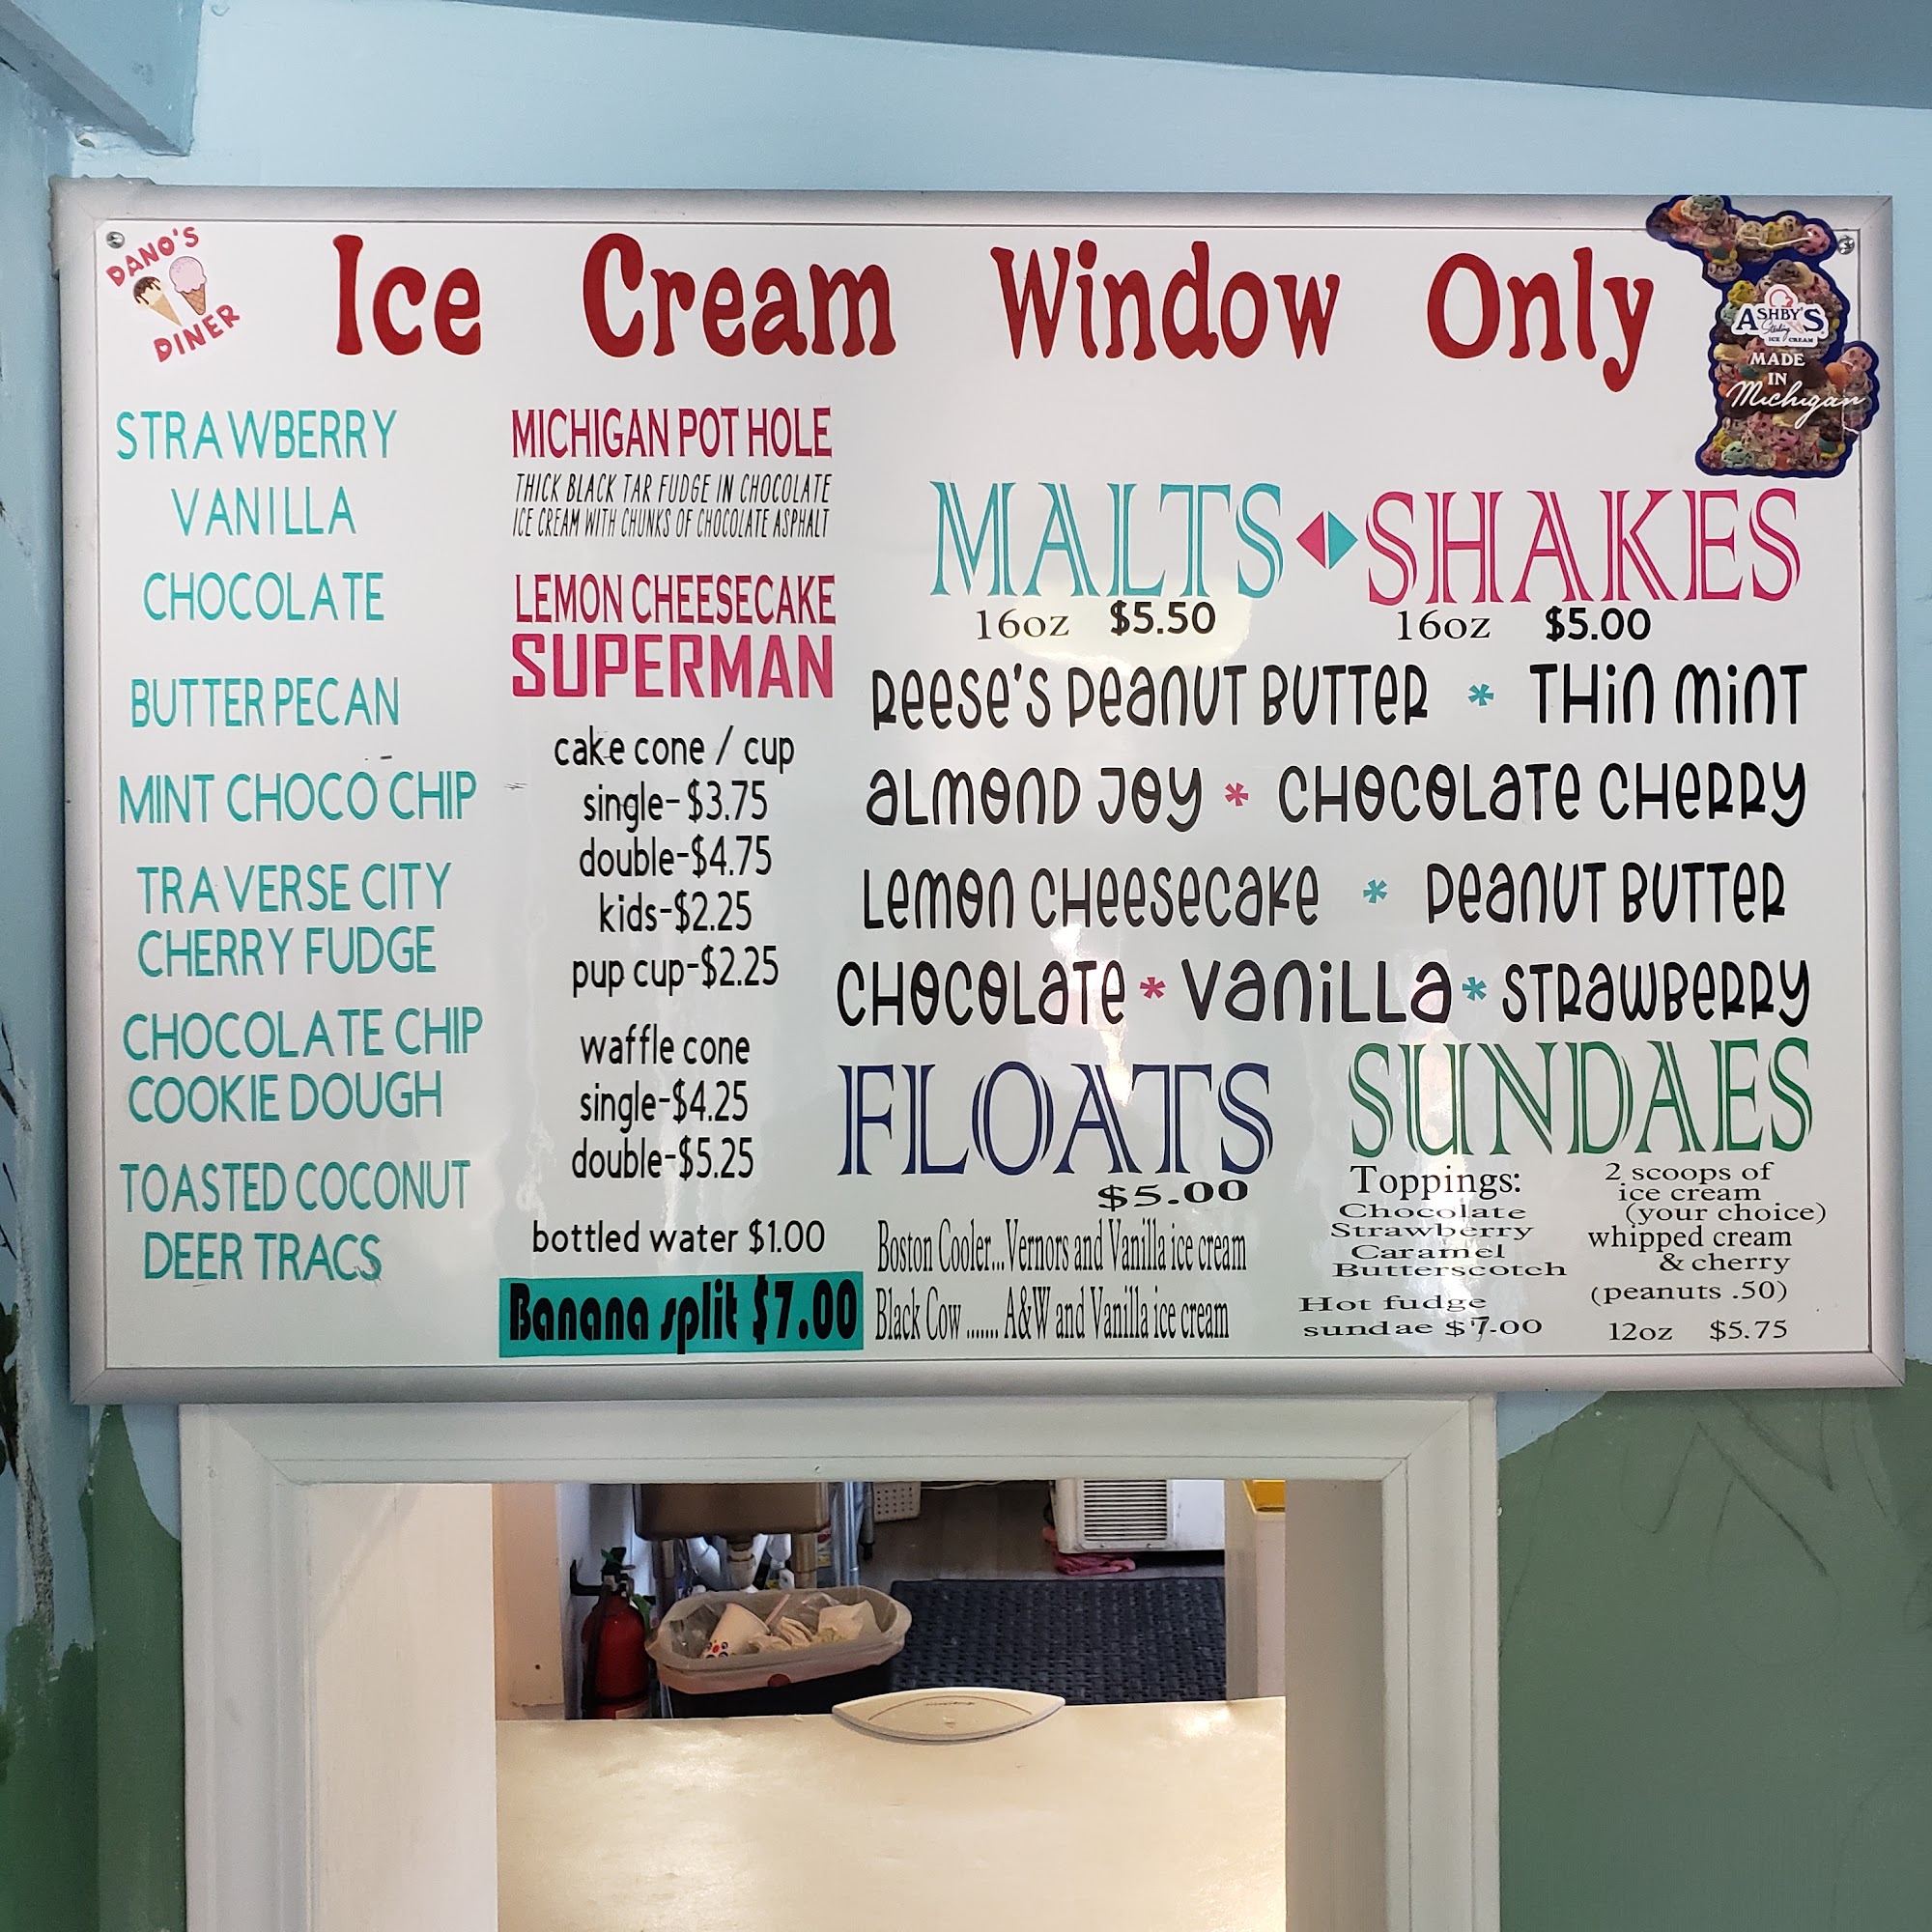 DANO'S
DINER
Ice Cream Window Only
ASHBY'S
Sterling
ICE CREAM
MADE
IN
Michigan
STRAWBERRY
VANILLA
CHOCOLATE
BUTTER PECAN
MINT CHOCO CHIP
TRAVERSE CITY
CHERRY FUDGE
CHOCOLATE CHIP
COOKIE DOUGH
TOASTED COCONUT
DEER TRACS
MICHIGAN POT HOLE
THICK BLACK TAR FUDGE IN CHOCOLATE
ICE CREAM WITH CHUNKS OF CHOCOLATE ASPHALT
LEMON CHEESECAKE
SUPERMAN
cake cone / cup
single-$3.75
double-$4.75
kids-$2.25
pup cup-$2.25
waffle cone
single-$4.25
double-$5.25
bottled water $1.00
Banana split $7.00
MALTS SHAKES
16oz $5.50 16oz $5.00
REESE'S PEANUT BUTTER * THIN MINT
ALMOND JOY * CHOCOLATE CHERRY
LEMON CHEESECAKE * PEANUT BUTTER
CHOCOLATE * VANILLA * STRAWBERRY
FLOATS
$5.00
Boston Cooler...Vernors and Vanilla ice cream
Black Cow ....... A&W and Vanilla ice cream
SUNDAES
Toppings:
Chocolate
Strawberry
Caramel
Butterscotch
Hot fudge
sundae $7.00
2 scoops of
ice cream
(your choice)
whipped cream
& cherry
(peanuts .50)
12oz $5.75